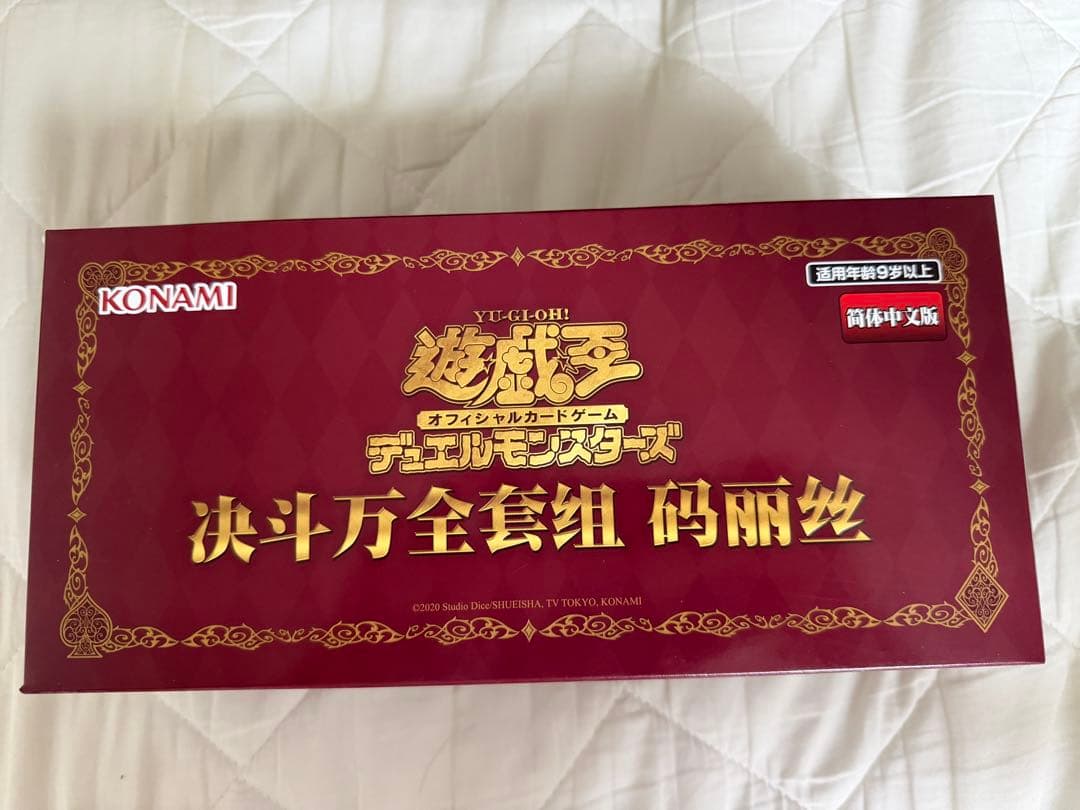 适用年龄9岁以上
KONAMI
简体中文版
YU-GI-OH!
遊戯王
オフィシャルカードゲーム
デュエルモンスターズ
决斗万全套组 码丽丝
©2020 Studio Dice/SHUEISHA, TV TOKYO, KONAMI